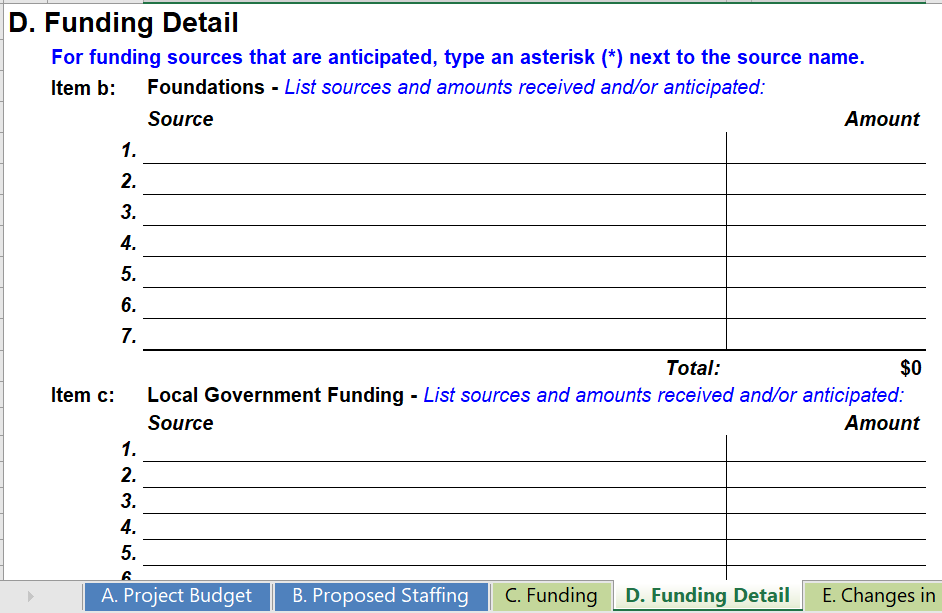 D. Funding Detail
For funding sources that are anticipated, type an asterisk (*) next to the source name.
Item b: Foundations - List sources and amounts received and/or anticipated:
Source Amount
1.
2.
3.
4.
5.
6.
7.
Total: $0
Item c: Local Government Funding - List sources and amounts received and/or anticipated:
Source Amount
1.
2.
3.
4.
5.
6
A. Project Budget B. Proposed Staffing C. Funding D. Funding Detail E. Changes in